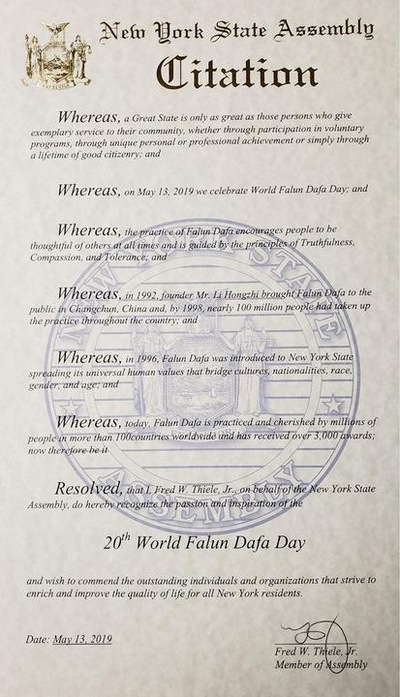 New York State Assembly
Citation
Whereas, a Great State is only as great as those persons who give
exemplary service to their community, whether through participation in voluntary
programs, through unique personal or professional achievement or simply through
a lifetime of good citizenry; and
Whereas, on May 13, 2019 we celebrate World Falun Dafa Day; and
Whereas, the practice of Falun Dafa encourages people to be
thoughtful of others at all times and is guided by the principles of Truthfulness,
Compassion, and Tolerance; and
Whereas, in 1992, founder Mr. Li Hongzhi brought Falun Dafa to the
public in Changchun, China and, by 1998, nearly 100 million people had taken up
the practice throughout the country; and
Whereas, in 1996, Falun Dafa was introduced to New York State
spreading its universal human values that bridge cultures, nationalities, race,
gender, and age; and
Whereas, today, Falun Dafa is practiced and cherished by millions of
people in more than 100countries worldwide and has received over 3,000 awards;
now therefore be it
Resolved, that I, Fred W. Thiele, Jr., on behalf of the New York State
Assembly, do hereby recognize the passion and inspiration of the
20th World Falun Dafa Day
and wish to commend the outstanding individuals and organizations that strive to
enrich and improve the quality of life for all New York residents.
Date: May 13, 2019
Fred W. Thiele, Jr.
Member of Assembly
NEW YORK STATE
ASSEMBLY